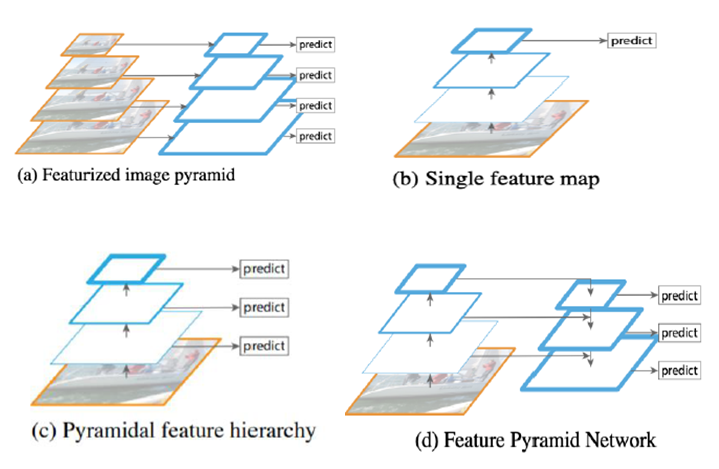 predict
predict
predict
predict
(a) Featurized image pyramid
predict
(b) Single feature map
predict
predict
predict
(c) Pyramidal feature hierarchy
predict
predict
predict
(d) Feature Pyramid Network